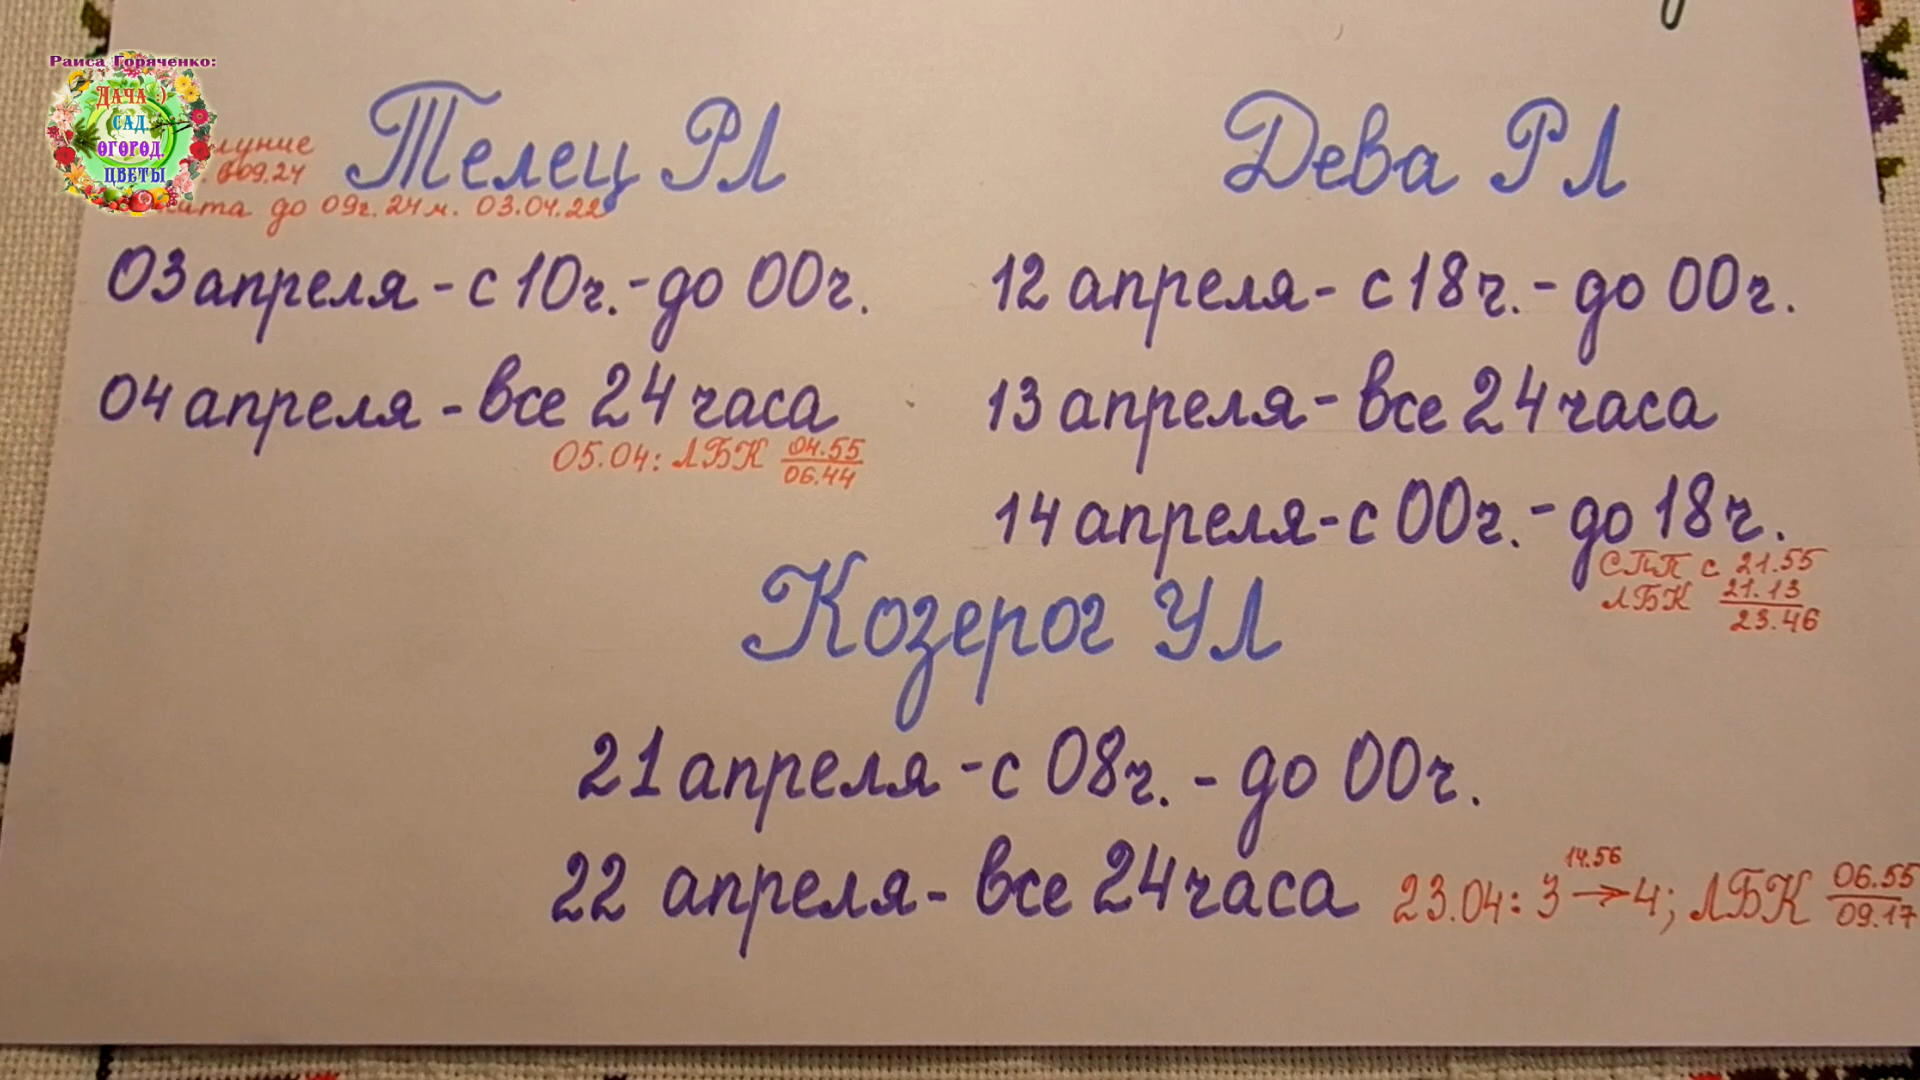 Раиса Горяченко:
Дача :)
САД.
ОГОРОД.
ЦВЕТЫ
Телец РЛ
до 09ч. 24м. 03.04.22
03 апреля - с 10ч. - до 00ч.
04 апреля - все 24 часа
05.04: ЛБК 04.55
06.44
Дева РЛ
12 апреля - с 18ч. - до 00ч.
13 апреля - все 24 часа
14 апреля - с 00ч. - до 18ч.
СПП с 21.55
ЛБК 21.13
23.46
Козерог УЛ
21 апреля - с 08ч. - до 00ч.
22 апреля - все 24 часа
14.56
23.04: 3 → 4; ЛБК 06.55
09.17